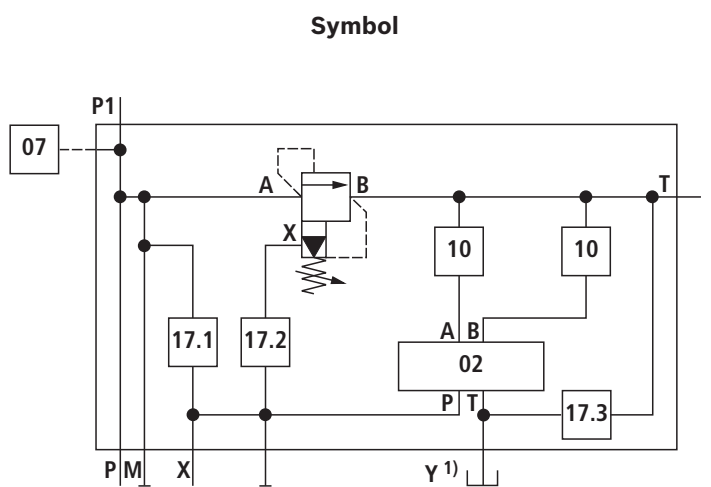 Symbol
P1
07
A B T
X
10 10
17.1 17.2
A B
02
P T
17.3
P M X Y 1)